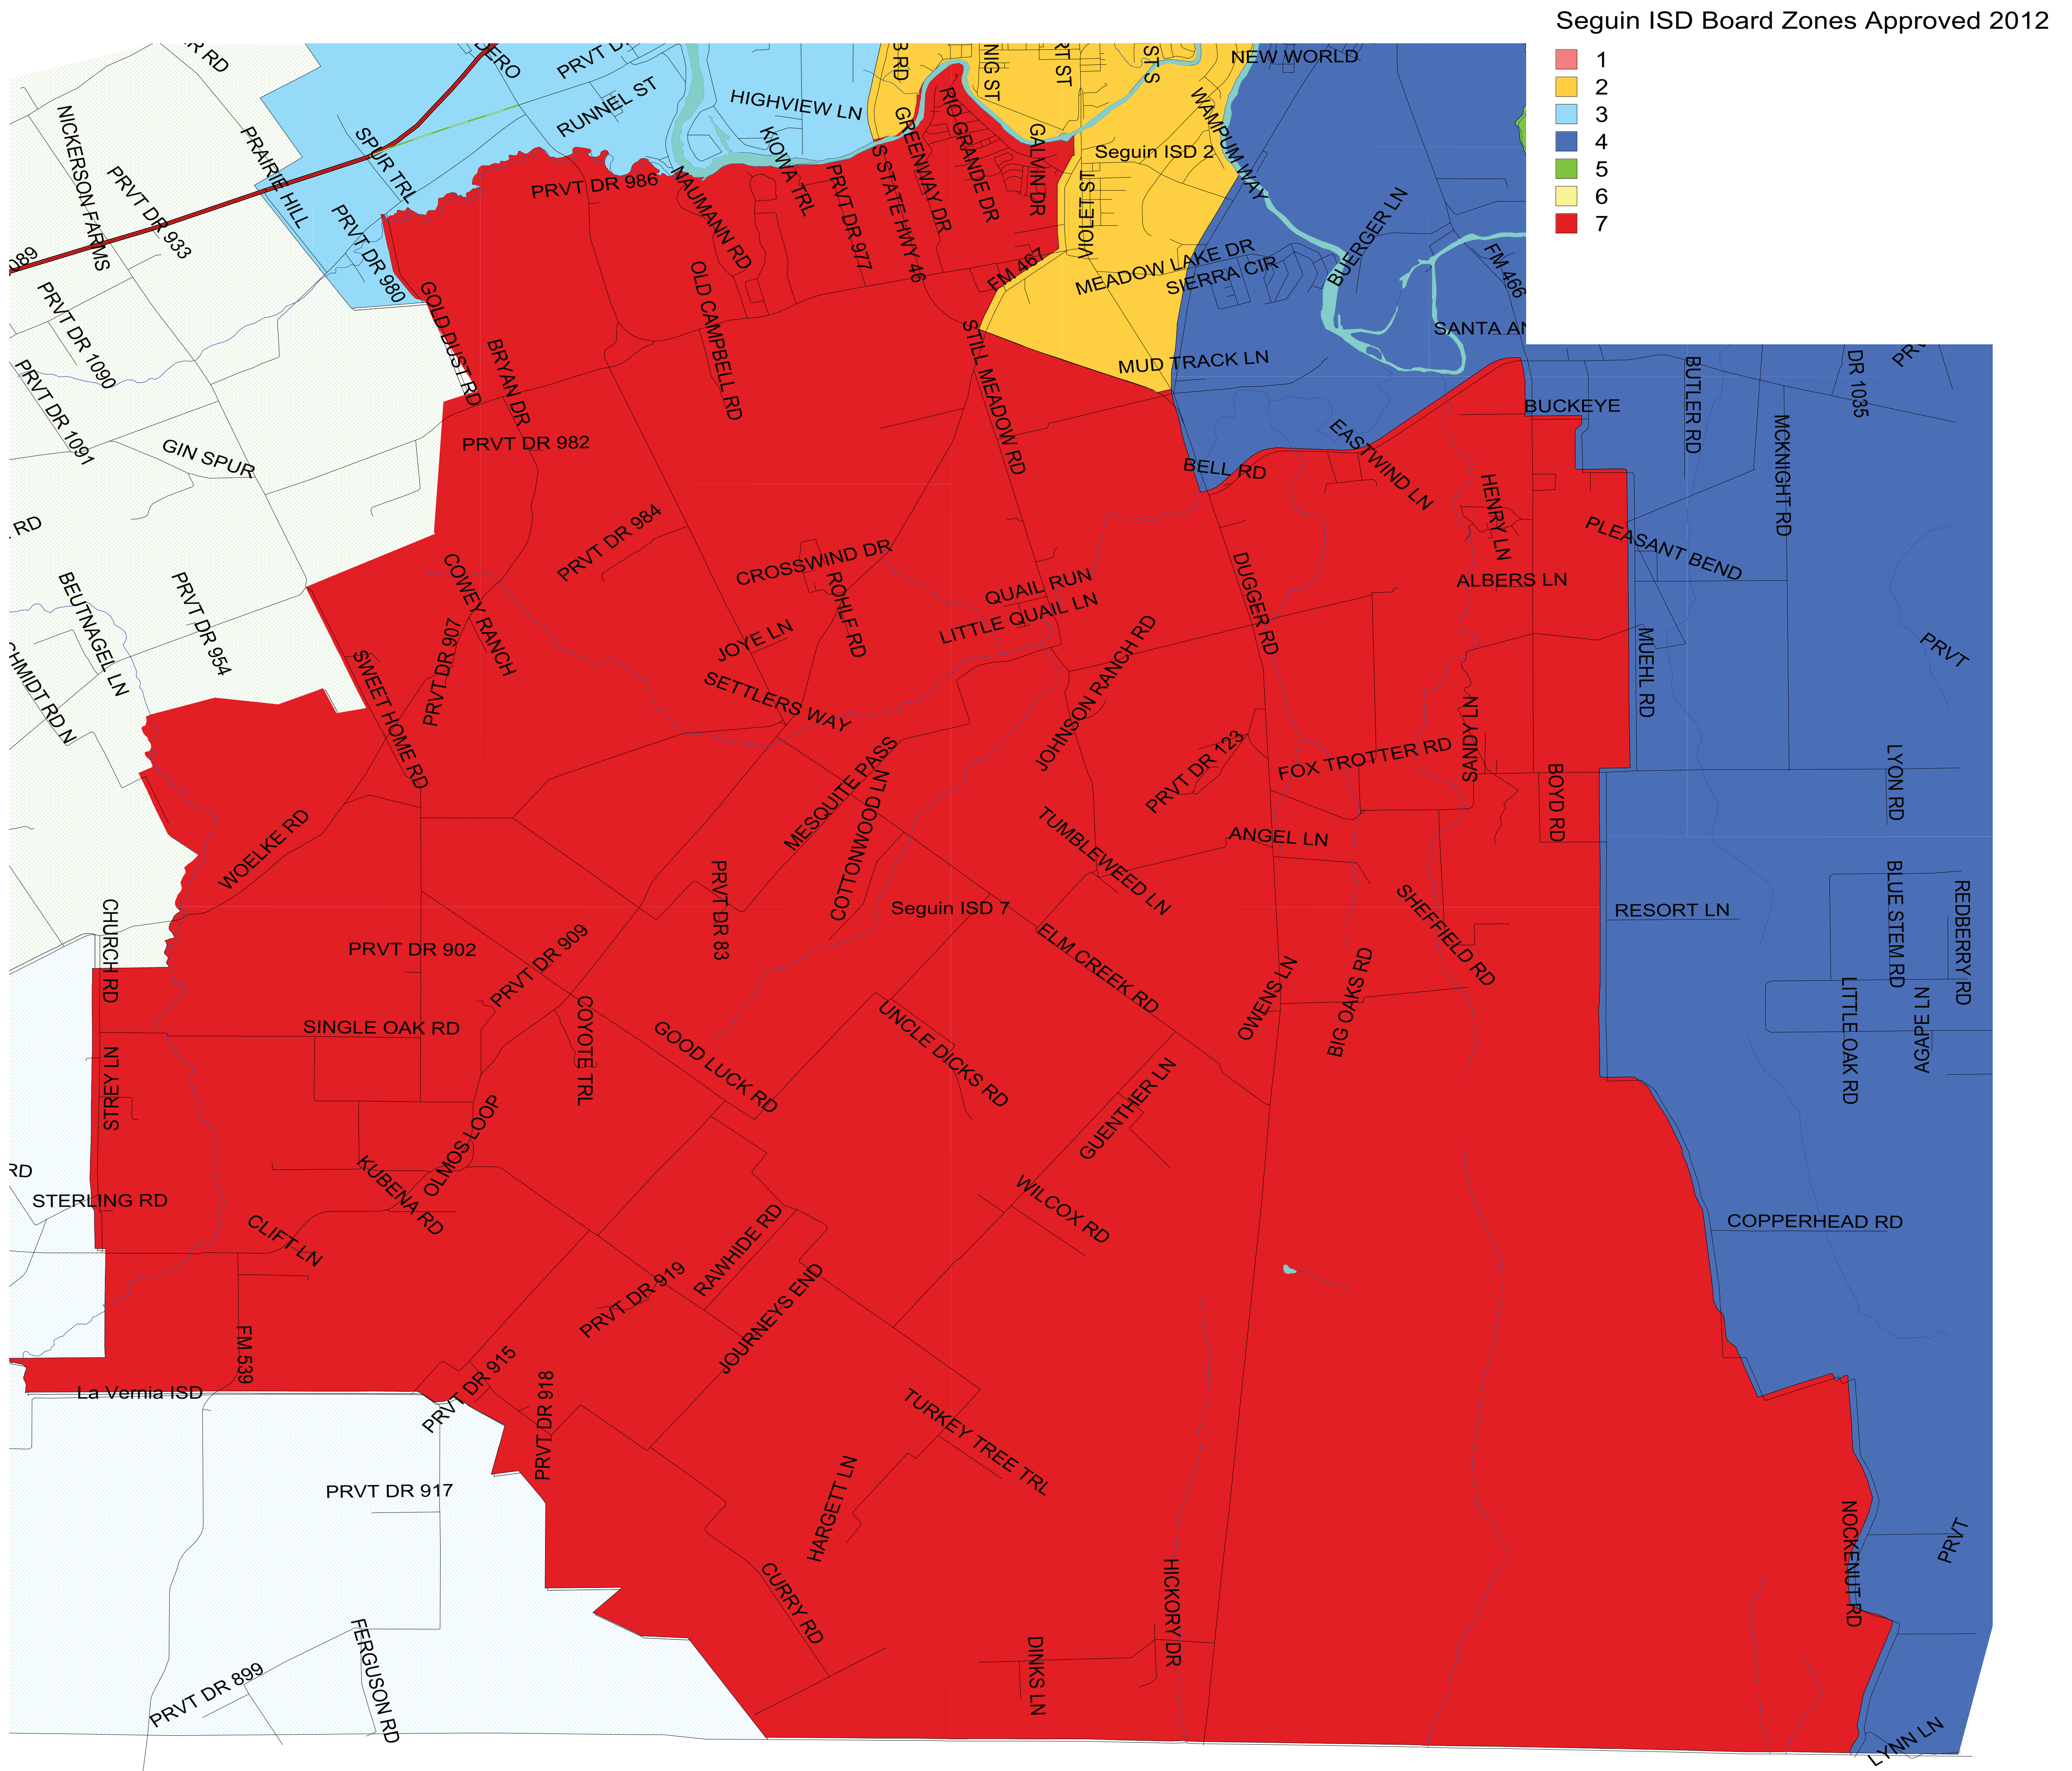 Seguin ISD Board Zones Approved 2012
1
2
3
4
5
6
7
NEW WORLD
RUNNEL ST
HIGHVIEW LN
NICKERSON FARMS
PRVT DR 933
PRAIRIE HILL
SPUR TRL
PRVT DR 980
PRVT DR 986
NAUMANN RD
KIOWA TRL
PRVT DR 977
S STATE HWY 46
GREENWAY DR
RIO GRANDE DR
GALVIN DR
Seguin ISD 2
VIOLET ST
WAMPUM WAY
MEADOW LAKE DR
SIERRA CIR
BUERGER LN
FM 466
FM 467
PRVT DR 1090
PRVT DR 1091
GIN SPUR
GOLD DUST RD
BRYAN DR
OLD CAMPBELL RD
STILL MEADOW RD
MUD TRACK LN
BUCKEYE
BUTLER RD
DR 1035
MCKNIGHT RD
PRVT DR 982
BELL RD
EASTWIND LN
HENRY LN
PLEASANT BEND
ALBERS LN
PRVT DR 984
CROSSWIND DR
ROHLF RD
QUAIL RUN
LITTLE QUAIL LN
DUGGER RD
COWEY RANCH
PRVT DR 907
BEUTNAGEL LN
PRVT DR 954
SWEET HOME RD
JOYE LN
SETTLERS WAY
JOHNSON RANCH RD
MUEHL RD
PRVT
SANDY LN
PRVT DR 123
FOX TROTTER RD
BOYD RD
LYON RD
MESQUITE PASS
COTTONWOOD LN
TUMBLEWEED LN
ANGEL LN
WOELKE RD
PRVT DR 83
Seguin ISD 7
SHEFFIELD RD
RESORT LN
BLUE STEM RD
REDBERRY RD
CHURCH RD
PRVT DR 902
PRVT DR 909
ELM CREEK RD
OWENS LN
BIG OAKS RD
LITTLE OAK RD
AGAPE LN
SINGLE OAK RD
COYOTE TRL
GOOD LUCK RD
UNCLE DICKS RD
STREY LN
OLMOS LOOP
GUENTHER LN
KUBENA RD
STERLING RD
CLIFT LN
WILCOX RD
COPPERHEAD RD
RAWHIDE RD
PRVT DR 919
JOURNEYS END
FM 539
La Vernia ISD
PRVT DR 915
PRVT DR 918
TURKEY TREE TRL
PRVT DR 917
HARGETT LN
NOCKENUT RD
PRVT
CURRY RD
HICKORY DR
DINKS LN
FERGUSON RD
PRVT DR 899
LYNN LN